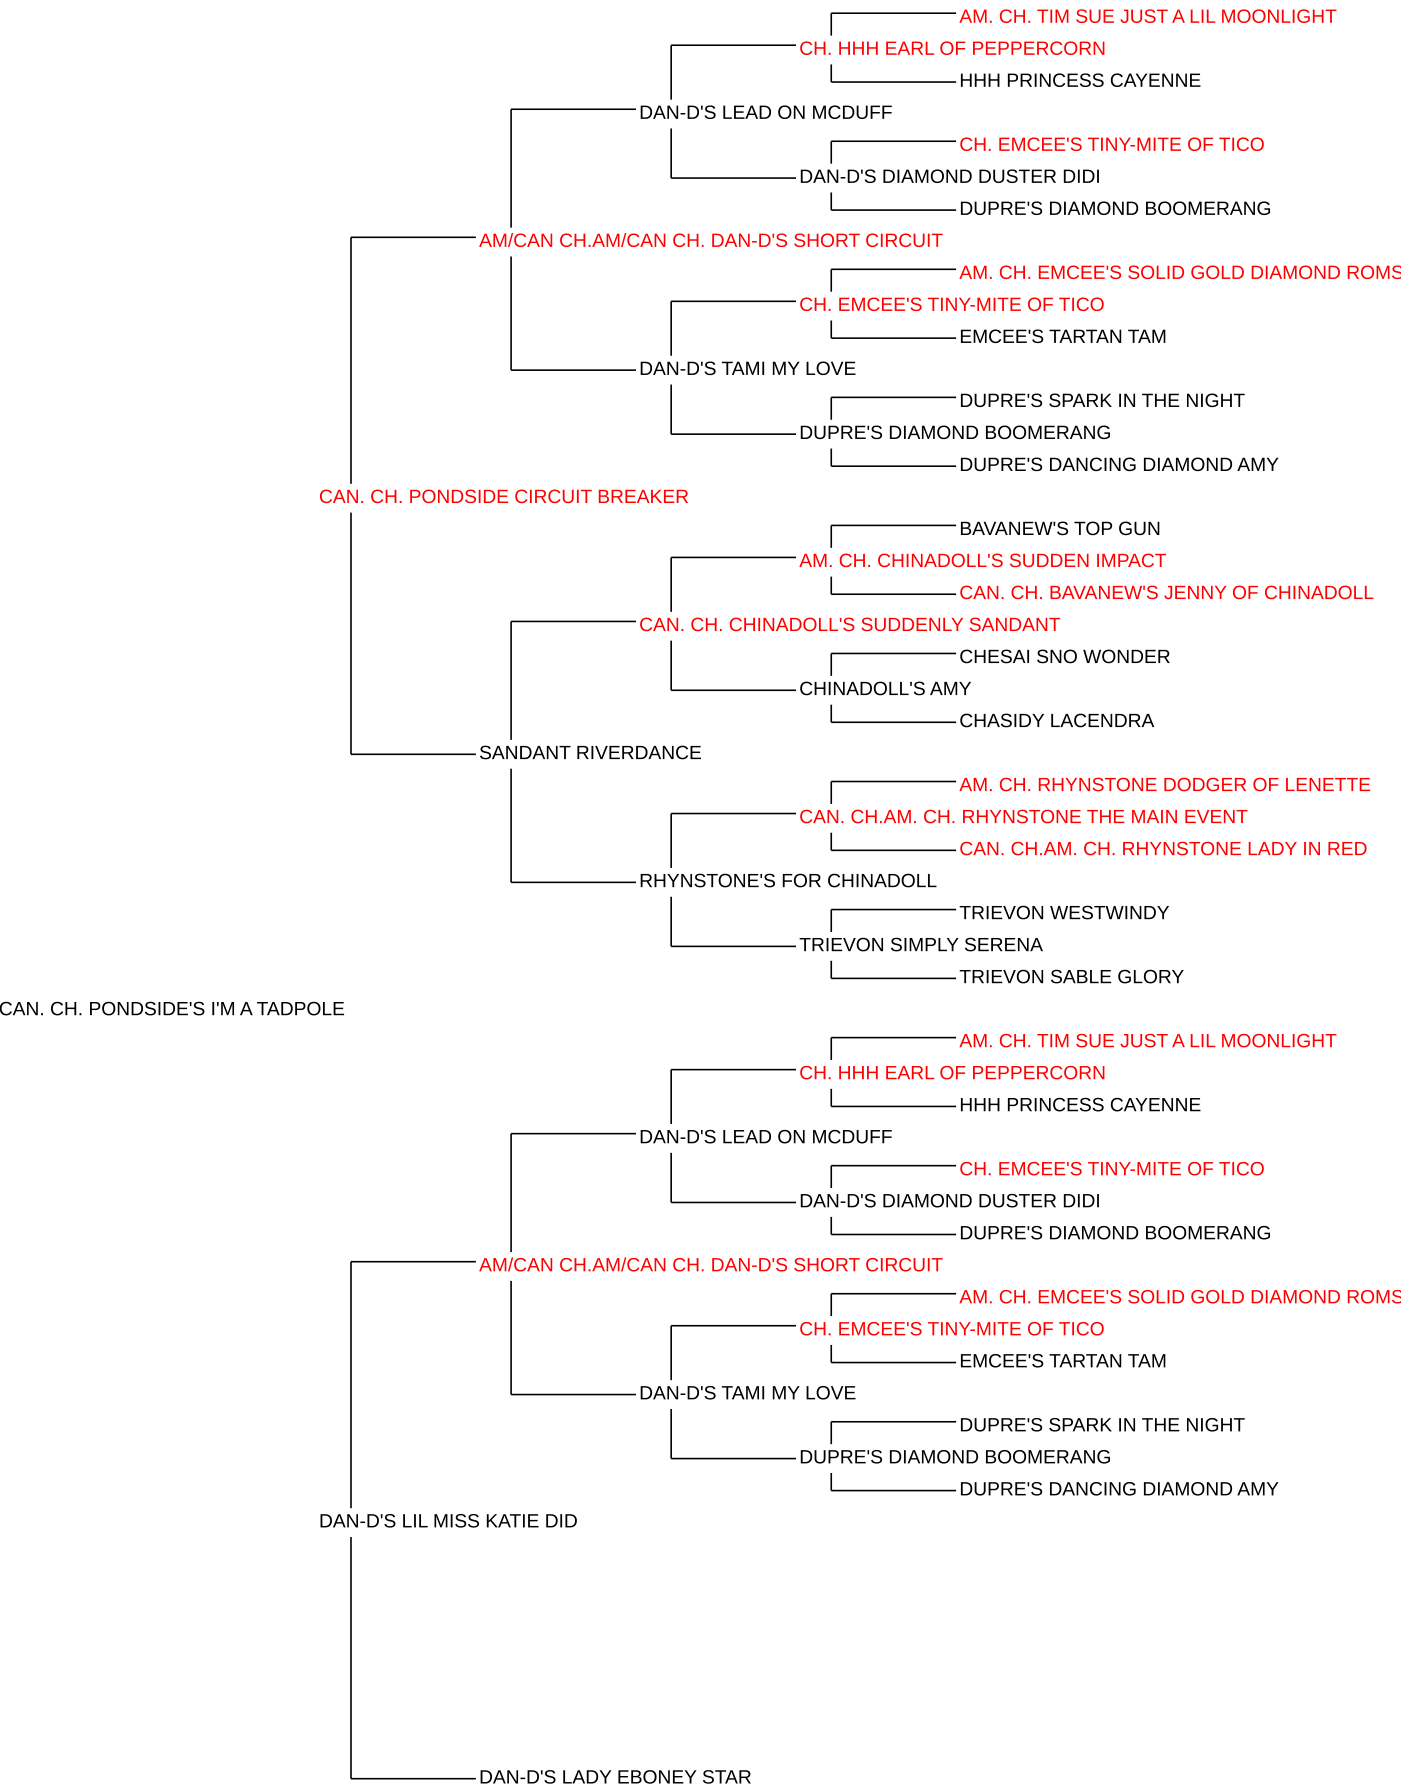 AM. CH. TIM SUE JUST A LIL MOONLIGHT
CH. HHH EARL OF PEPPERCORN
HHH PRINCESS CAYENNE
DAN-D'S LEAD ON MCDUFF
CH. EMCEE'S TINY-MITE OF TICO
DAN-D'S DIAMOND DUSTER DIDI
DUPRE'S DIAMOND BOOMERANG
AM/CAN CH.AM/CAN CH. DAN-D'S SHORT CIRCUIT
AM. CH. EMCEE'S SOLID GOLD DIAMOND ROMS
CH. EMCEE'S TINY-MITE OF TICO
EMCEE'S TARTAN TAM
DAN-D'S TAMI MY LOVE
DUPRE'S SPARK IN THE NIGHT
DUPRE'S DIAMOND BOOMERANG
DUPRE'S DANCING DIAMOND AMY
CAN. CH. PONDSIDE CIRCUIT BREAKER
BAVANEW'S TOP GUN
AM. CH. CHINADOLL'S SUDDEN IMPACT
CAN. CH. BAVANEW'S JENNY OF CHINADOLL
CAN. CH. CHINADOLL'S SUDDENLY SANDANT
CHESAI SNO WONDER
CHINADOLL'S AMY
CHASIDY LACENDRA
SANDANT RIVERDANCE
AM. CH. RHYNSTONE DODGER OF LENETTE
CAN. CH.AM. CH. RHYNSTONE THE MAIN EVENT
CAN. CH.AM. CH. RHYNSTONE LADY IN RED
RHYNSTONE'S FOR CHINADOLL
TRIEVON WESTWINDY
TRIEVON SIMPLY SERENA
TRIEVON SABLE GLORY
CAN. CH. PONDSIDE'S I'M A TADPOLE
AM. CH. TIM SUE JUST A LIL MOONLIGHT
CH. HHH EARL OF PEPPERCORN
HHH PRINCESS CAYENNE
DAN-D'S LEAD ON MCDUFF
CH. EMCEE'S TINY-MITE OF TICO
DAN-D'S DIAMOND DUSTER DIDI
DUPRE'S DIAMOND BOOMERANG
AM/CAN CH.AM/CAN CH. DAN-D'S SHORT CIRCUIT
AM. CH. EMCEE'S SOLID GOLD DIAMOND ROMS
CH. EMCEE'S TINY-MITE OF TICO
EMCEE'S TARTAN TAM
DAN-D'S TAMI MY LOVE
DUPRE'S SPARK IN THE NIGHT
DUPRE'S DIAMOND BOOMERANG
DUPRE'S DANCING DIAMOND AMY
DAN-D'S LIL MISS KATIE DID
DAN-D'S LADY EBONEY STAR